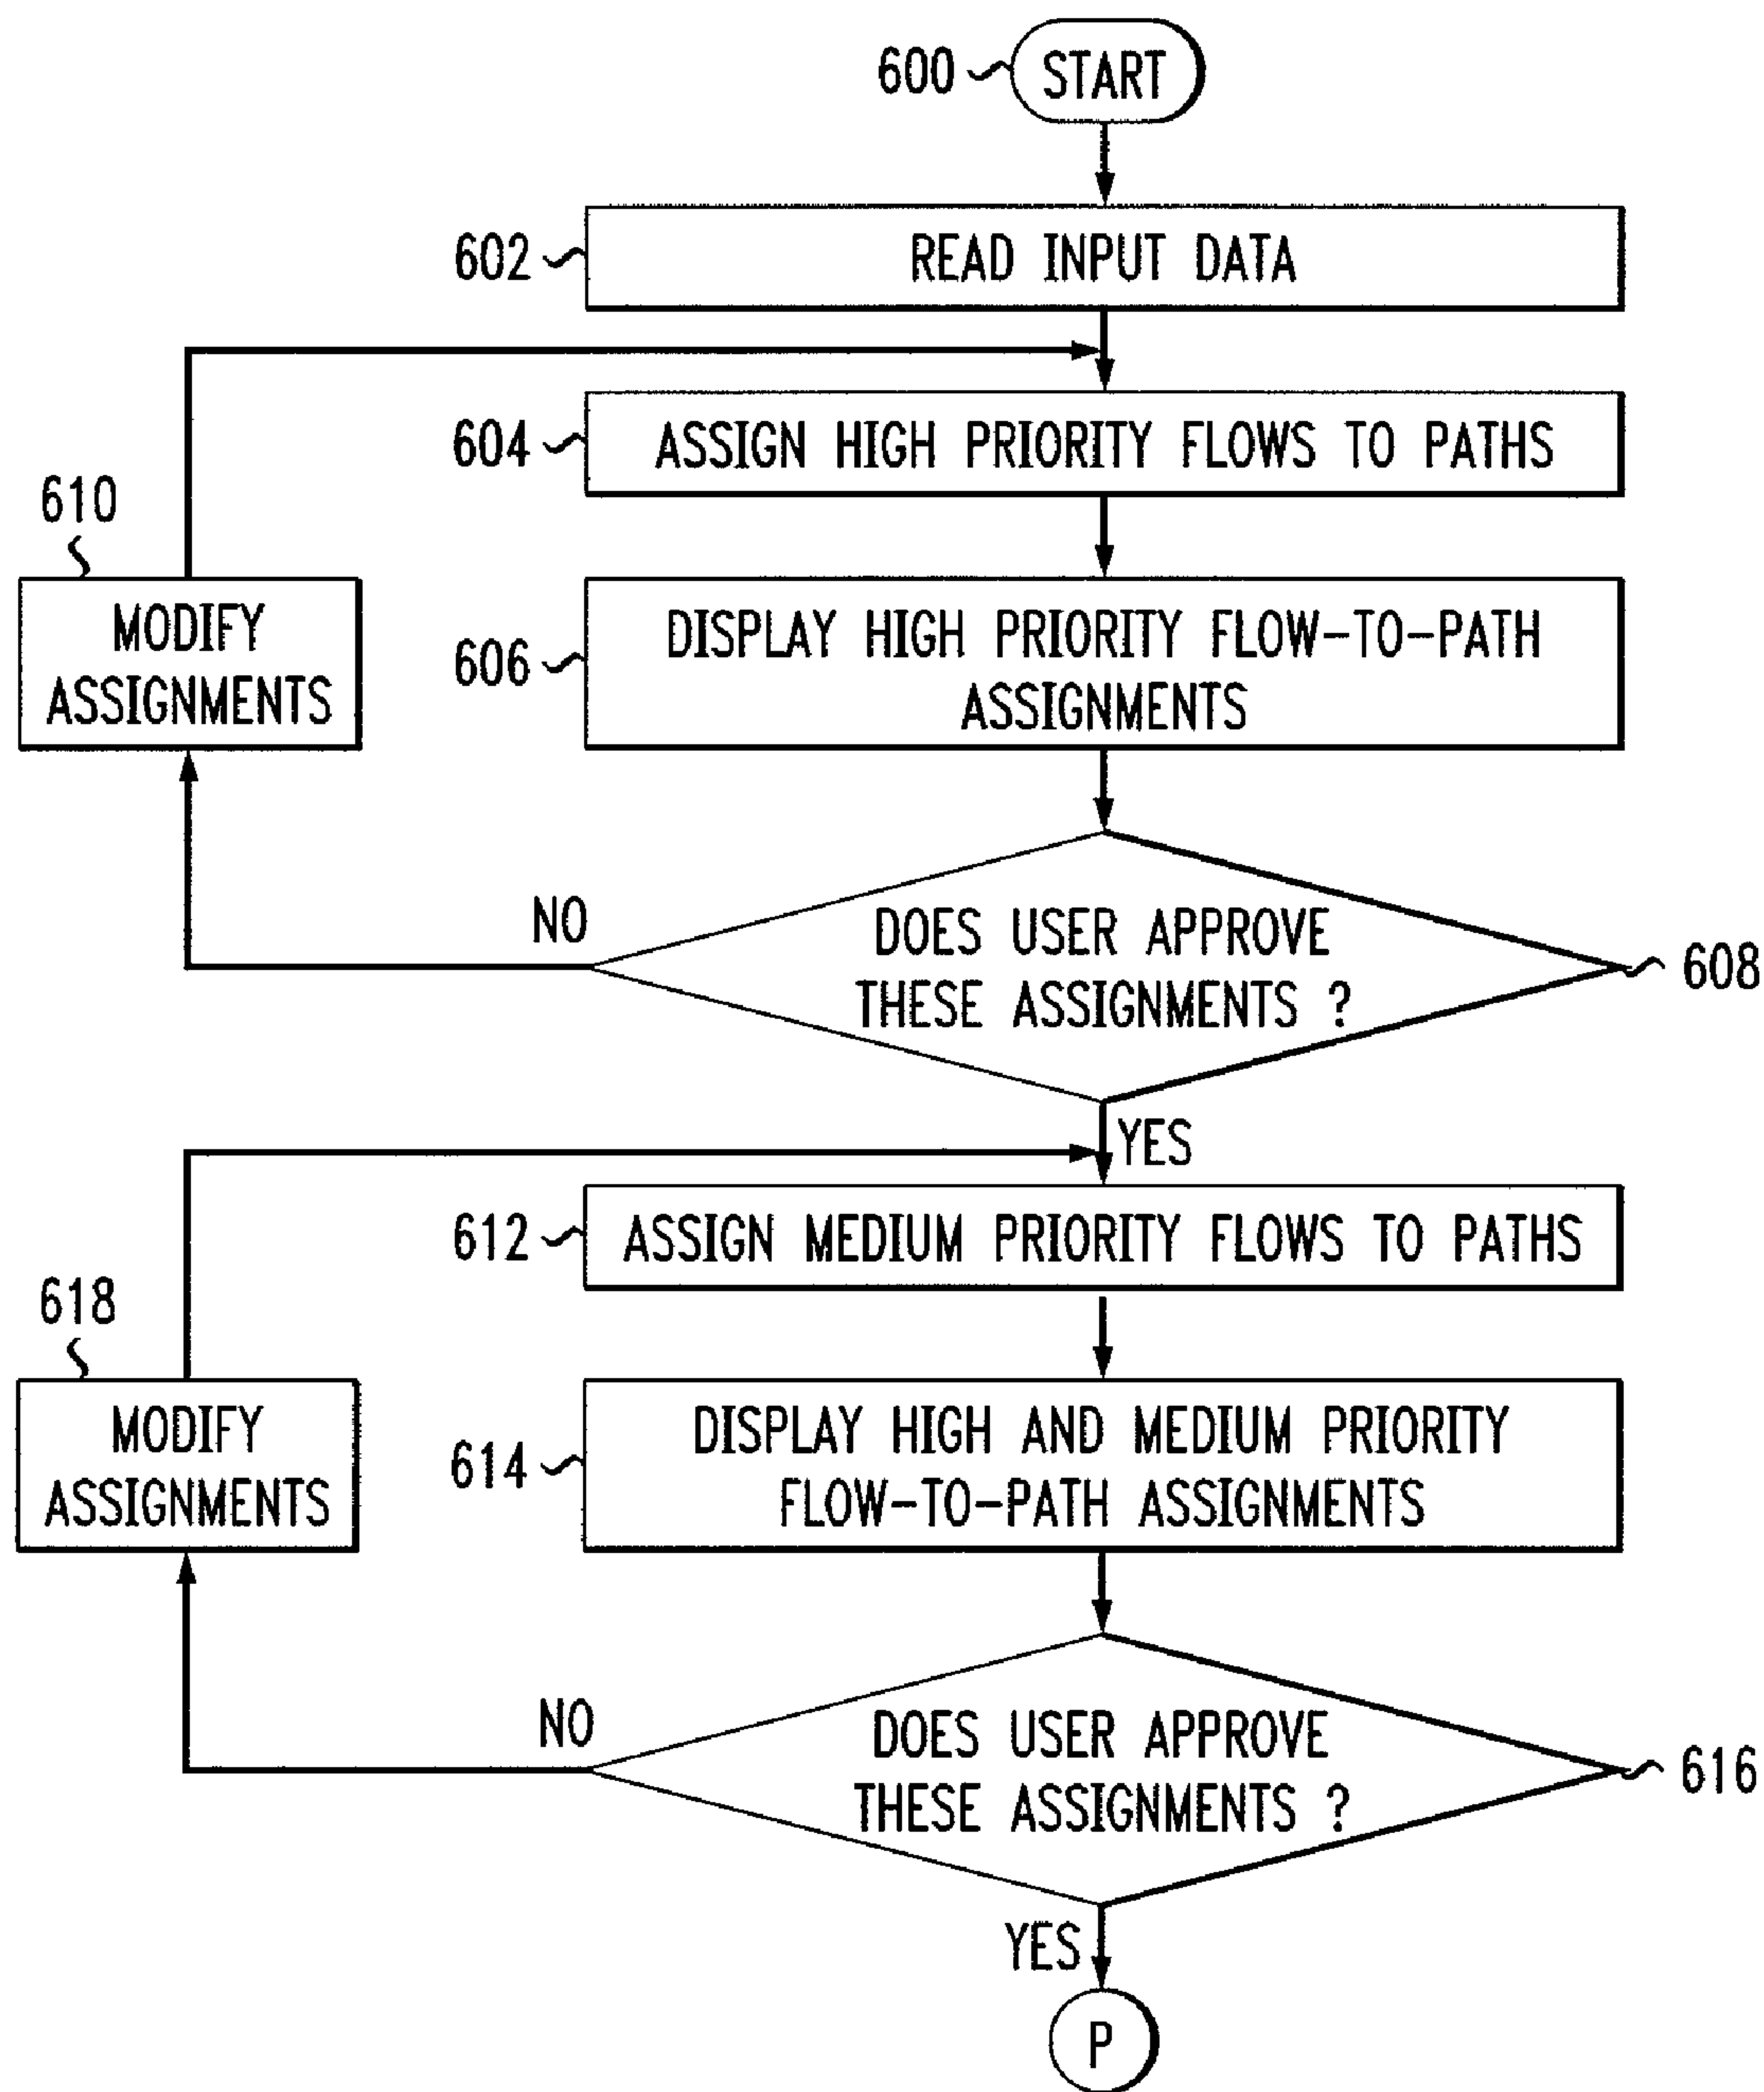 600
START
602
READ INPUT DATA
604
ASSIGN HIGH PRIORITY FLOWS TO PATHS
610
MODIFY
ASSIGNMENTS
606
DISPLAY HIGH PRIORITY FLOW-TO-PATH
ASSIGNMENTS
NO
DOES USER APPROVE
THESE ASSIGNMENTS ?
608
YES
612
ASSIGN MEDIUM PRIORITY FLOWS TO PATHS
618
MODIFY
ASSIGNMENTS
614
DISPLAY HIGH AND MEDIUM PRIORITY
FLOW-TO-PATH ASSIGNMENTS
NO
DOES USER APPROVE
THESE ASSIGNMENTS ?
616
YES
P